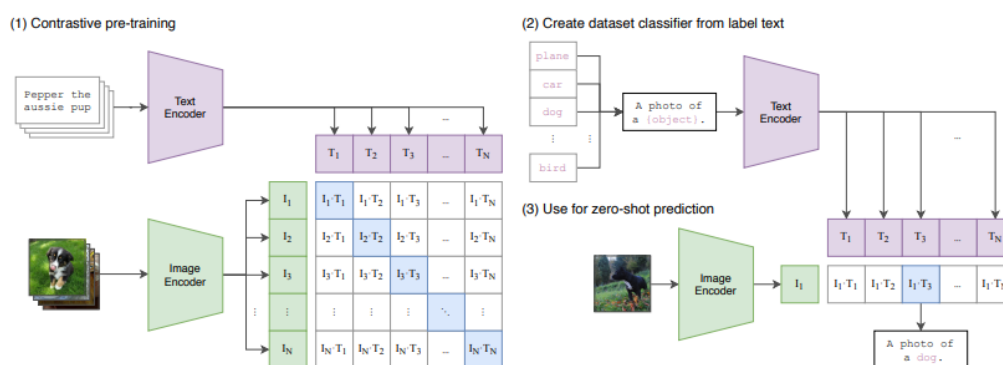 (1) Contrastive pre-training
Pepper the
aussie pup
Text
Encoder
...
T1 T2 T3 ... TN
I1 I1·T1 I1·T2 I1·T3 ... I1·TN
I2 I2·T1 I2·T2 I2·T3 ... I2·TN
I3 I3·T1 I3·T2 I3·T3 ... I3·TN
⋮ ⋮ ⋮ ⋮ ⋮ ⋱ ⋮
IN IN·T1 IN·T2 IN·T3 ... IN·TN
Image
Encoder
(2) Create dataset classifier from label text
plane
car
dog
⋮ ⋮
bird
A photo of
a {object}.
Text
Encoder
...
(3) Use for zero-shot prediction
Image
Encoder
T1 T2 T3 ... TN
I1 I1·T1 I1·T2 I1·T3 ... I1·TN
A photo of
a dog.